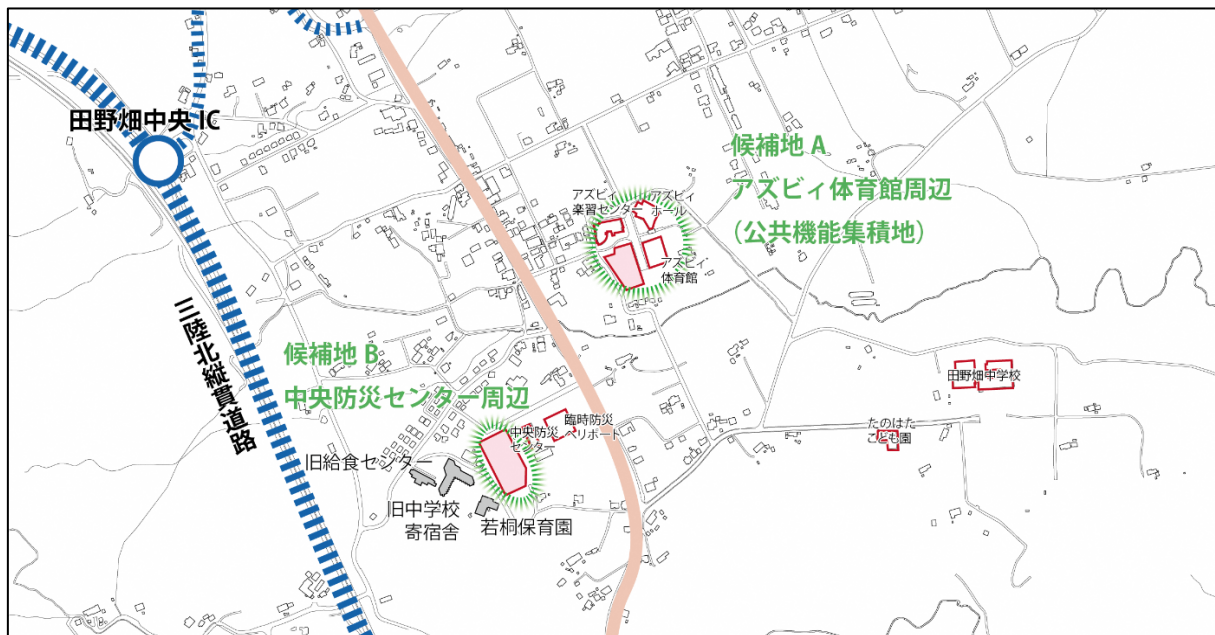 田野畑中央 IC
候補地 A
アズビィ体育館周辺
（公共機能集積地）
アズビィ
楽習センター
アズビィ
ホール
アズビィ
体育館
三陸北縦貫道路
候補地 B
中央防災センター周辺
中央防災
センター
臨時防災
ヘリポート
田野畑中学校
たのはた
こども園
旧給食センター
旧中学校
寄宿舎
若桐保育園